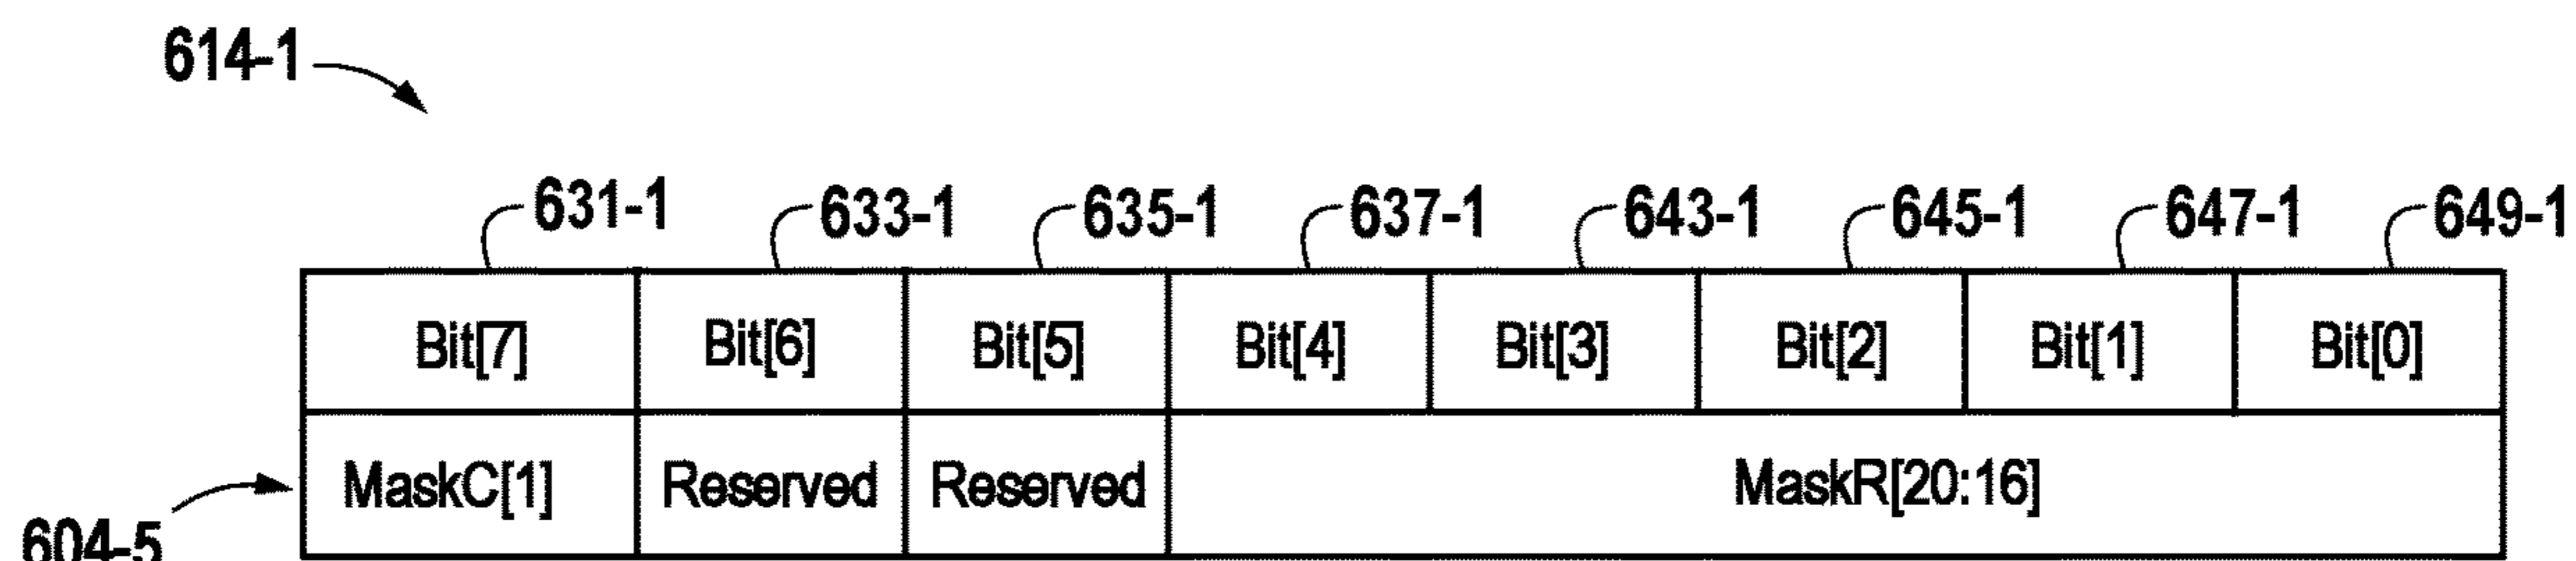 614-1
631-1 633-1 635-1 637-1 643-1 645-1 647-1 649-1
Bit[7] Bit[6] Bit[5] Bit[4] Bit[3] Bit[2] Bit[1] Bit[0]
MaskC[1] Reserved Reserved MaskR[20:16]
604-5